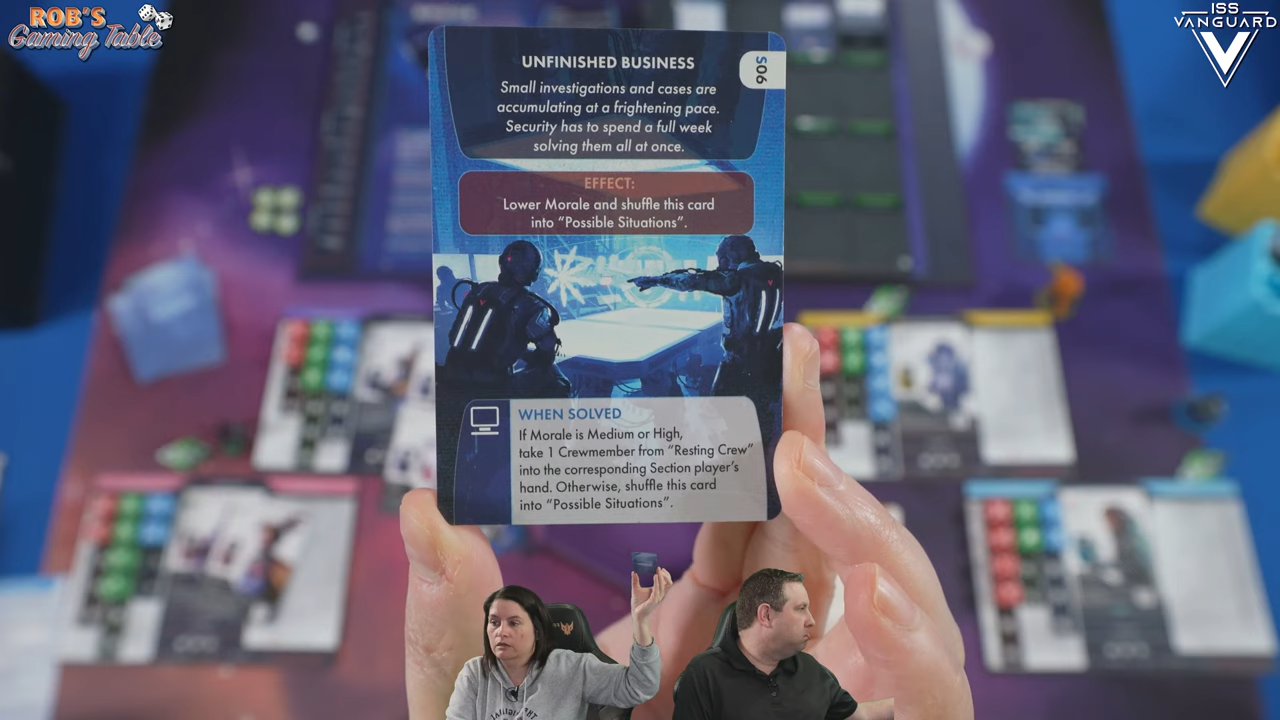 ROB'S
Gaming Table
ISS
VANGUARD
UNFINISHED BUSINESS
S06
Small investigations and cases are
accumulating at a frightening pace.
Security has to spend a full week
solving them all at once.
EFFECT:
Lower Morale and shuffle this card
into “Possible Situations”.
WHEN SOLVED
If Morale is Medium or High,
take 1 Crewmember from “Resting Crew”
into the corresponding Section player’s
hand. Otherwise, shuffle this card
into “Possible Situations”.